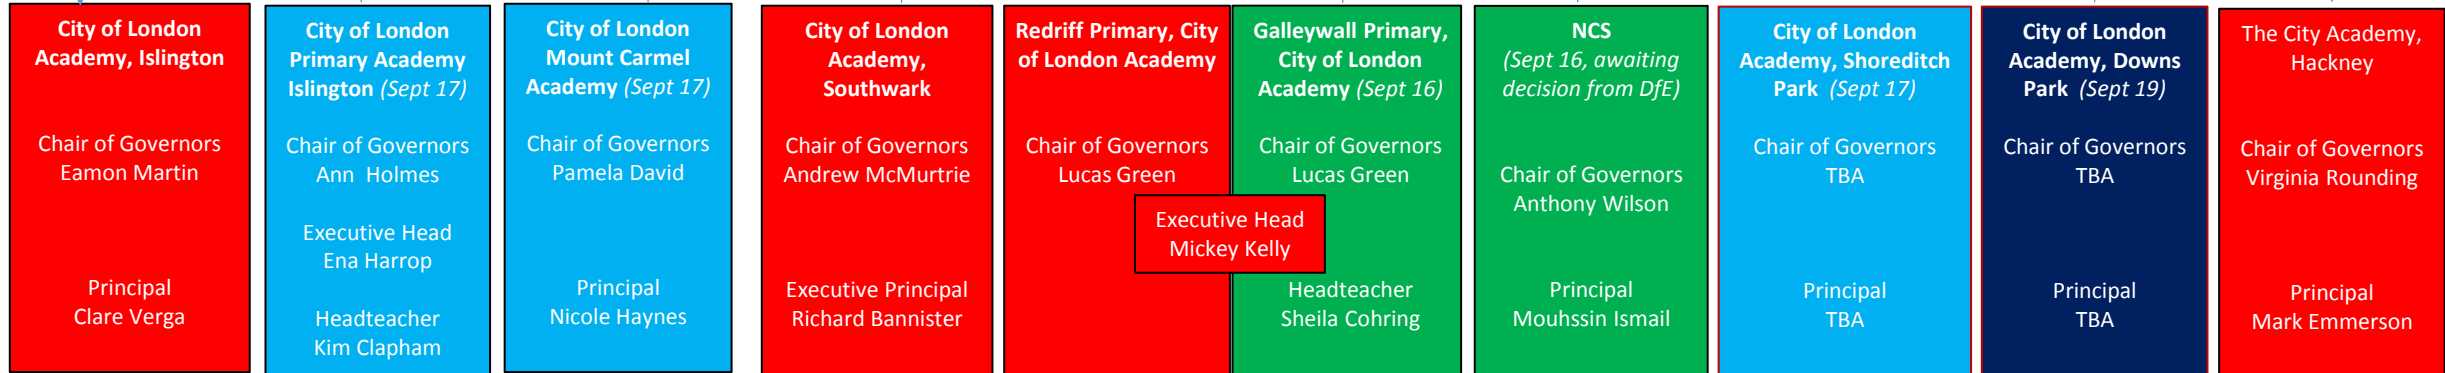 City of London
Academy, Islington
Chair of Governors
Eamon Martin
Principal
Clare Verga
City of London
Primary Academy
Islington (Sept 17)
Chair of Governors
Ann Holmes
Executive Head
Ena Harrop
Headteacher
Kim Clapham
City of London
Mount Carmel
Academy (Sept 17)
Chair of Governors
Pamela David
Principal
Nicole Haynes
City of London
Academy,
Southwark
Chair of Governors
Andrew McMurtrie
Executive Principal
Richard Bannister
Redriff Primary, City
of London Academy
Chair of Governors
Lucas Green
Executive Head
Mickey Kelly
Galleywall Primary,
City of London
Academy (Sept 16)
Chair of Governors
Lucas Green
Headteacher
Sheila Cohring
NCS
(Sept 16, awaiting
decision from DfE)
Chair of Governors
Anthony Wilson
Principal
Mouhssin Ismail
City of London
Academy, Shoreditch
Park (Sept 17)
Chair of Governors
TBA
Principal
TBA
City of London
Academy, Downs
Park (Sept 19)
Chair of Governors
TBA
Principal
TBA
The City Academy,
Hackney
Chair of Governors
Virginia Rounding
Principal
Mark Emmerson